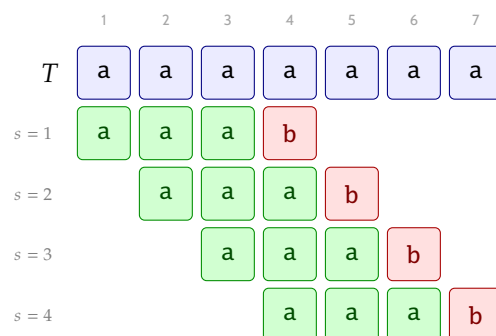 1 2 3 4 5 6 7
T a a a a a a a
s = 1 a a a b
s = 2 a a a b
s = 3 a a a b
s = 4 a a a b